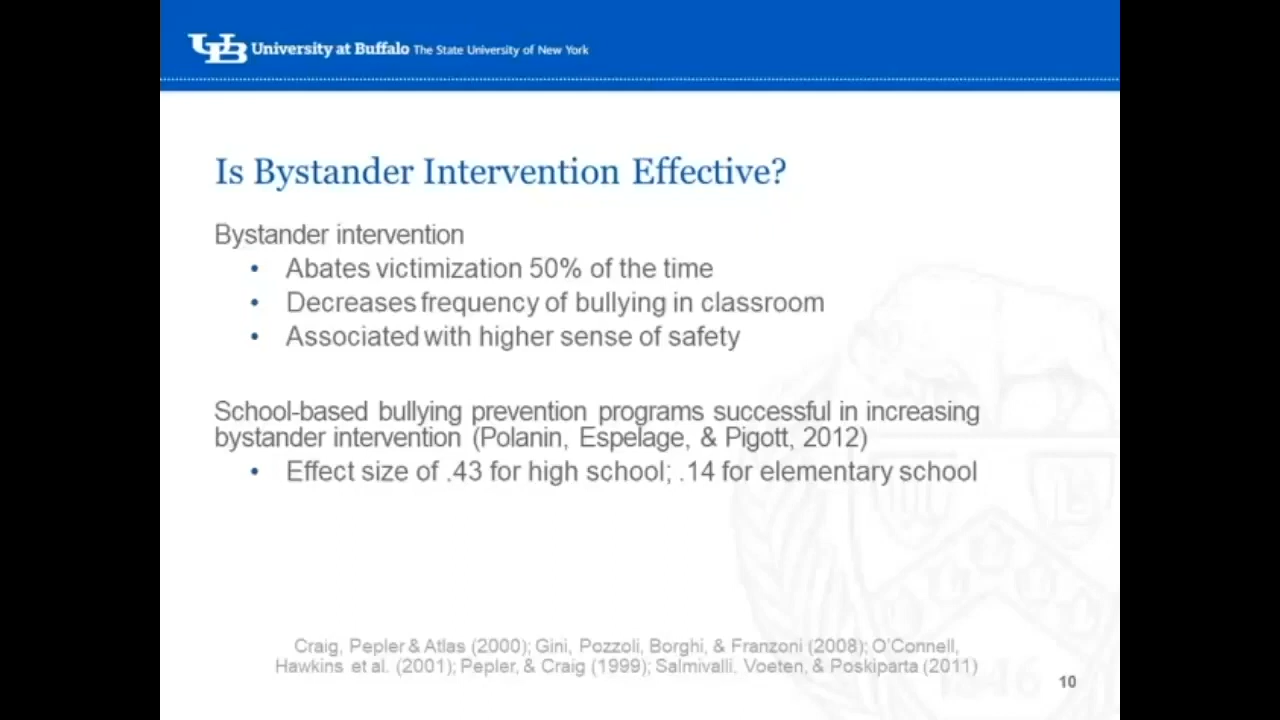 UB University at Buffalo The State University of New York
Is Bystander Intervention Effective?
Bystander intervention
• Abates victimization 50% of the time
• Decreases frequency of bullying in classroom
• Associated with higher sense of safety
School-based bullying prevention programs successful in increasing
bystander intervention (Polanin, Espelage, & Pigott, 2012)
• Effect size of .43 for high school; .14 for elementary school
Craig, Pepler & Atlas (2000); Gini, Pozzoli, Borghi, & Franzoni (2008); O'Connell,
Hawkins et al. (2001); Pepler, & Craig (1999); Salmivalli, Voeten, & Poskiparta (2011)
1846
10